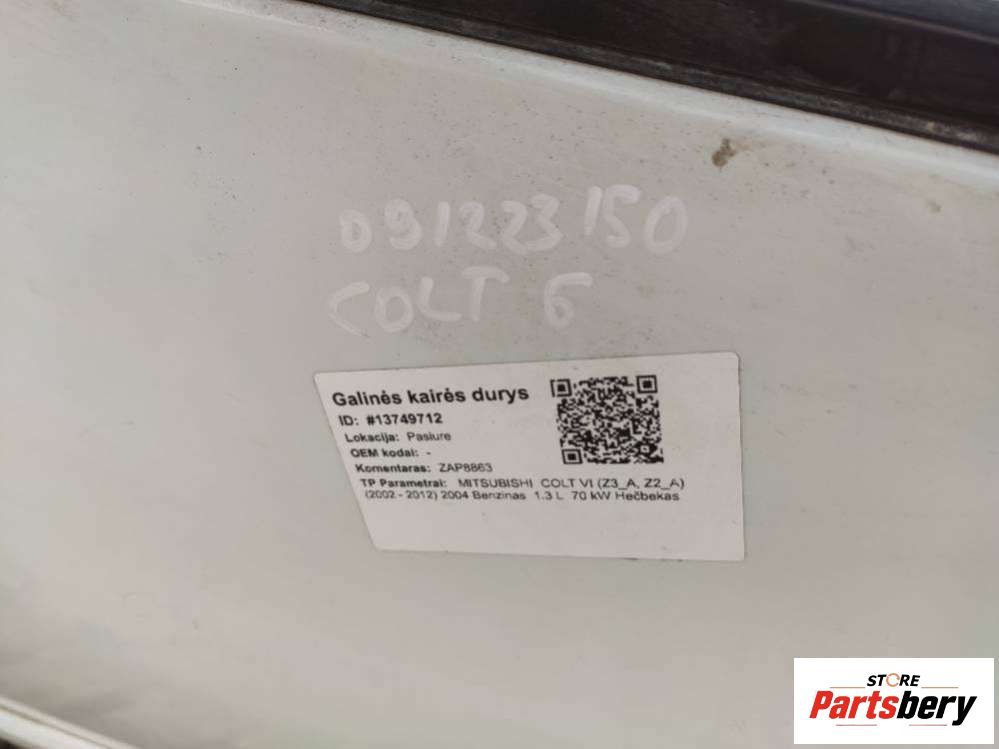 091223150
COLT 6
Galinės kairės durys
ID: #13749712
Lokacija: Pasiure
OEM kodai: -
Komentaras: ZAP8863
TP Parametrai: MITSUBISHI COLT VI (Z3_A, Z2_A)
(2002 - 2012) 2004 Benzinas 1.3 L 70 kW Hečbekas
STORE
Partsbery